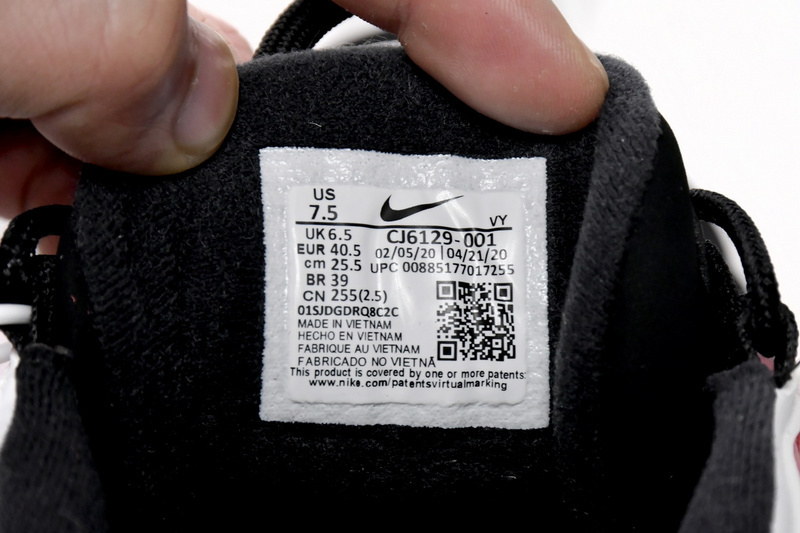 US
7.5
VY
UK 6.5 CJ6129-001
EUR 40.5 02/05/20 | 04/21/20
cm 25.5 UPC 00885177017255
BR 39
CN 255(2.5)
01SJDGDRQ8C2C
MADE IN VIETNAM
HECHO EN VIETNAM
FABRIQUE AU VIETNAM
FABRICADO NO VIETNÃ
This product is covered by one or more patents:
www.nike.com/patentsvirtualmarking